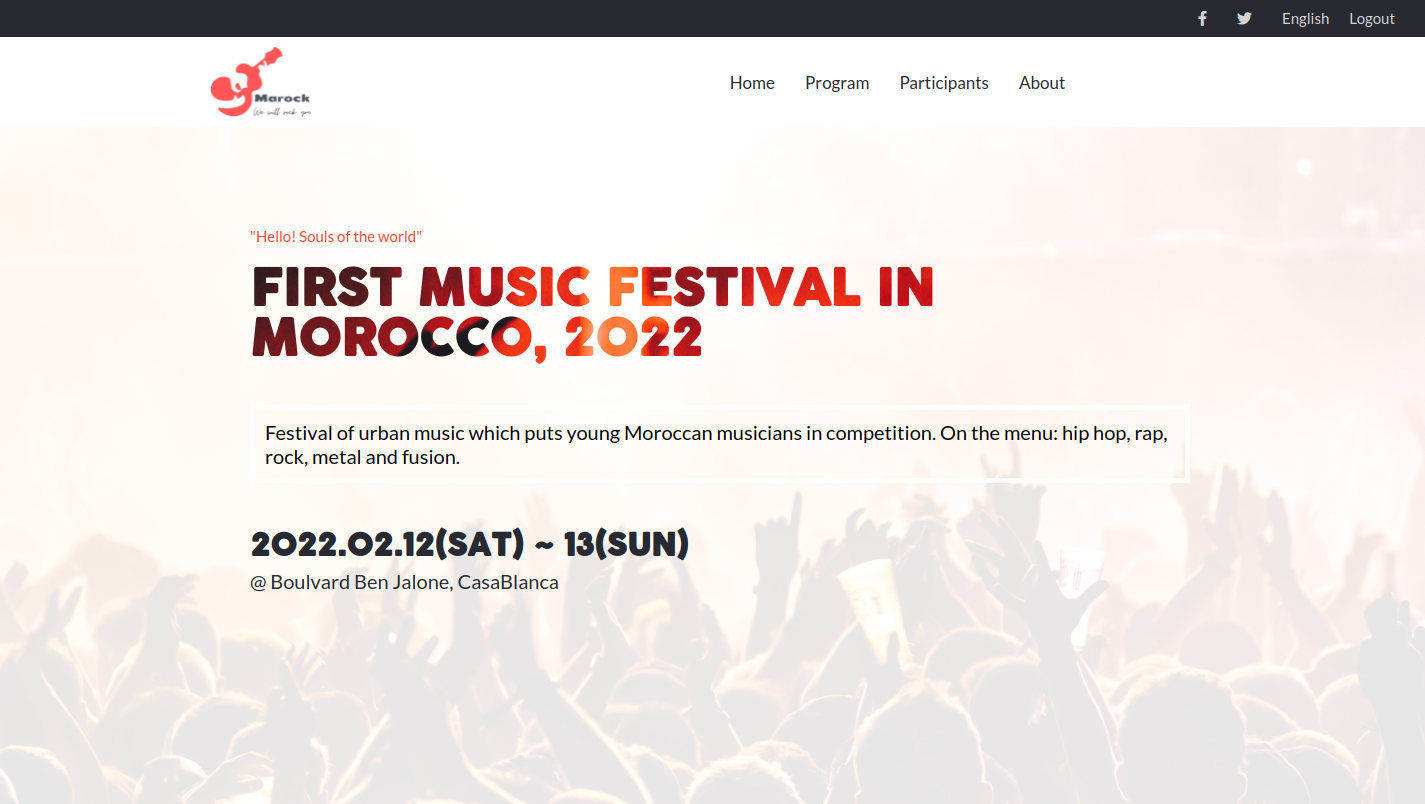 English Logout
Marock
We will rock you
Home Program Participants About
"Hello! Souls of the world"
FIRST MUSIC FESTIVAL IN
MOROCCO, 2022
Festival of urban music which puts young Moroccan musicians in competition. On the menu: hip hop, rap,
rock, metal and fusion.
2022.02.12(SAT) ~ 13(SUN)
@ Boulvard Ben Jalone, CasaBlanca